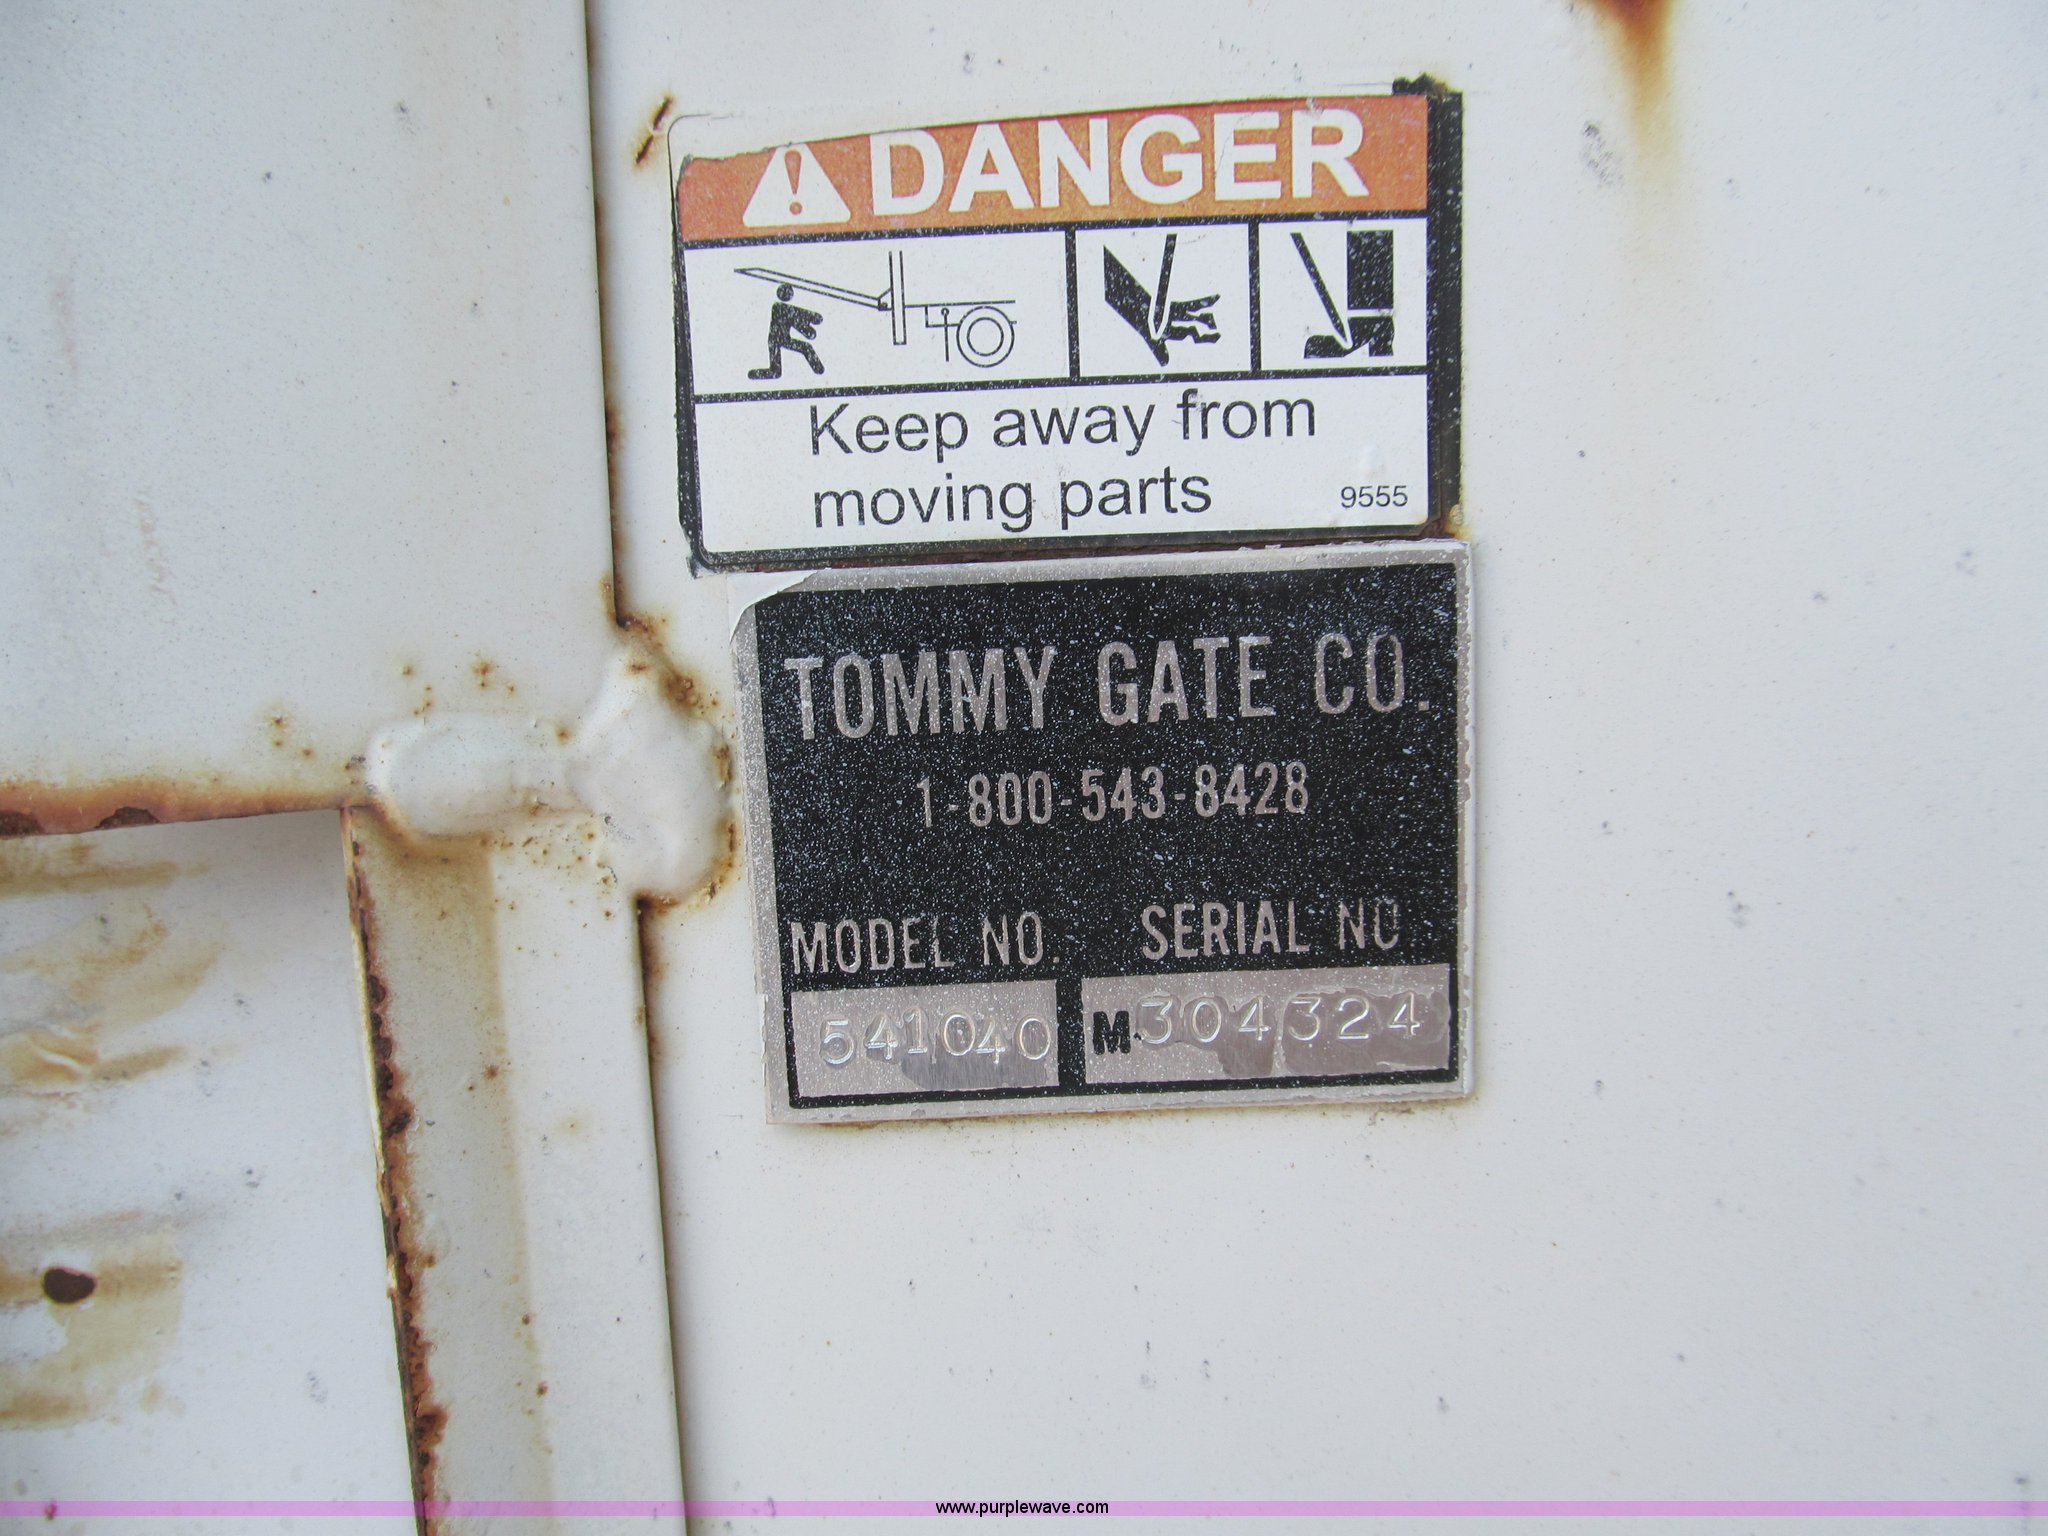 DANGER
Keep away from
moving parts
9555
TOMMY GATE CO.
1-800-543-8428
MODEL NO. SERIAL NO
541040 M 304324
www.purplewave.com